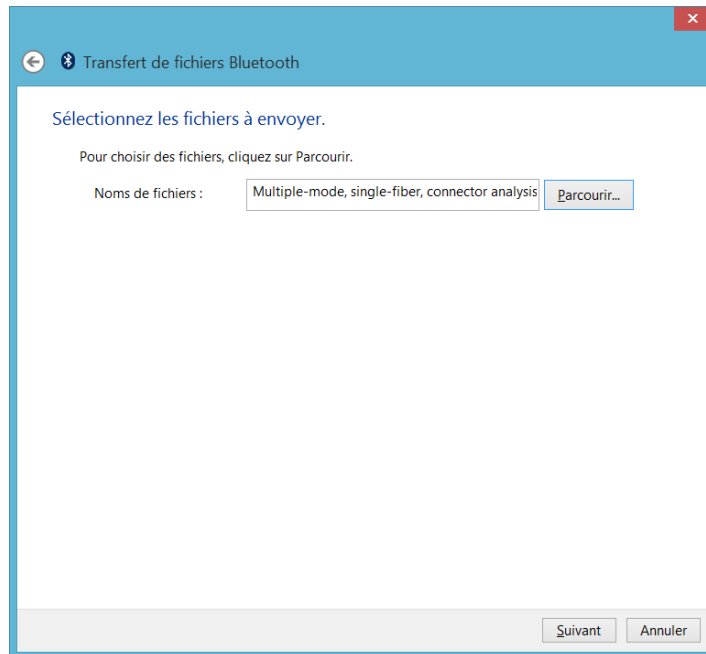 Transfert de fichiers Bluetooth
Sélectionnez les fichiers à envoyer.
Pour choisir des fichiers, cliquez sur Parcourir.
Noms de fichiers : Multiple-mode, single-fiber, connector analysis Parcourir...
Suivant Annuler